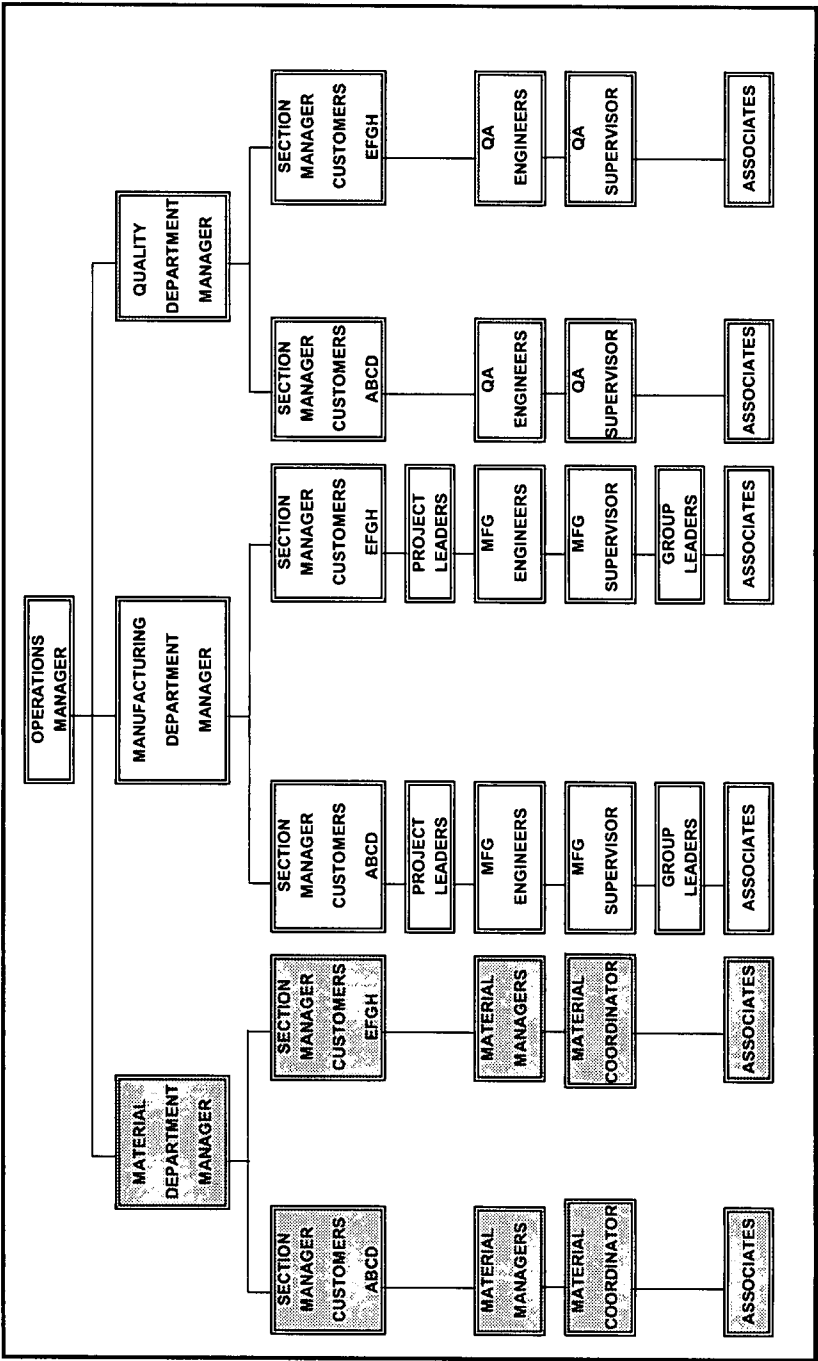 OPERATIONS
MANAGER
MATERIAL
DEPARTMENT
MANAGER
MANUFACTURING
DEPARTMENT
MANAGER
QUALITY
DEPARTMENT
MANAGER
SECTION
MANAGER
CUSTOMERS
ABCD
SECTION
MANAGER
CUSTOMERS
EFGH
SECTION
MANAGER
CUSTOMERS
ABCD
SECTION
MANAGER
CUSTOMERS
EFGH
SECTION
MANAGER
CUSTOMERS
ABCD
SECTION
MANAGER
CUSTOMERS
EFGH
PROJECT
LEADERS
PROJECT
LEADERS
MATERIAL
MANAGERS
MATERIAL
MANAGERS
MFG
ENGINEERS
MFG
ENGINEERS
QA
ENGINEERS
QA
ENGINEERS
MATERIAL
COORDINATOR
MATERIAL
COORDINATOR
MFG
SUPERVISOR
MFG
SUPERVISOR
QA
SUPERVISOR
QA
SUPERVISOR
GROUP
LEADERS
GROUP
LEADERS
ASSOCIATES
ASSOCIATES
ASSOCIATES
ASSOCIATES
ASSOCIATES
ASSOCIATES